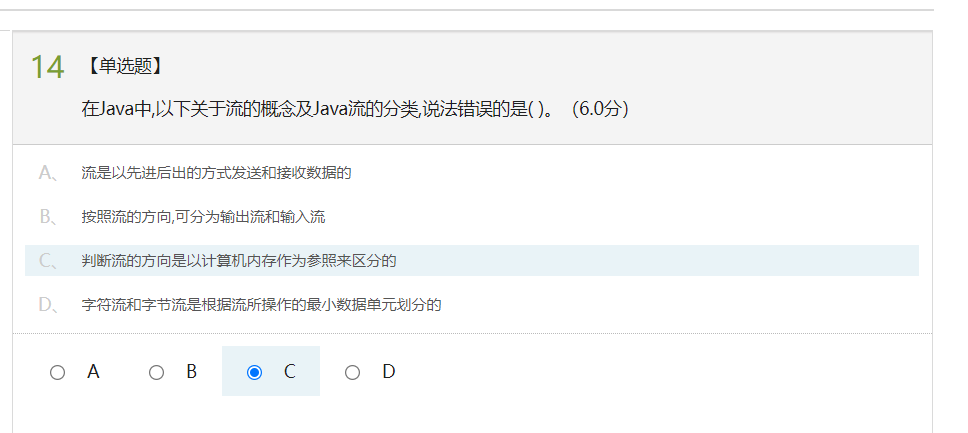 14 【单选题】
在Java中,以下关于流的概念及Java流的分类,说法错误的是( )。（6.0分）
A、 流是以先进后出的方式发送和接收数据的
B、 按照流的方向,可分为输出流和输入流
C、 判断流的方向是以计算机内存作为参照来区分的
D、 字符流和字节流是根据流所操作的最小数据单元划分的
A B C D